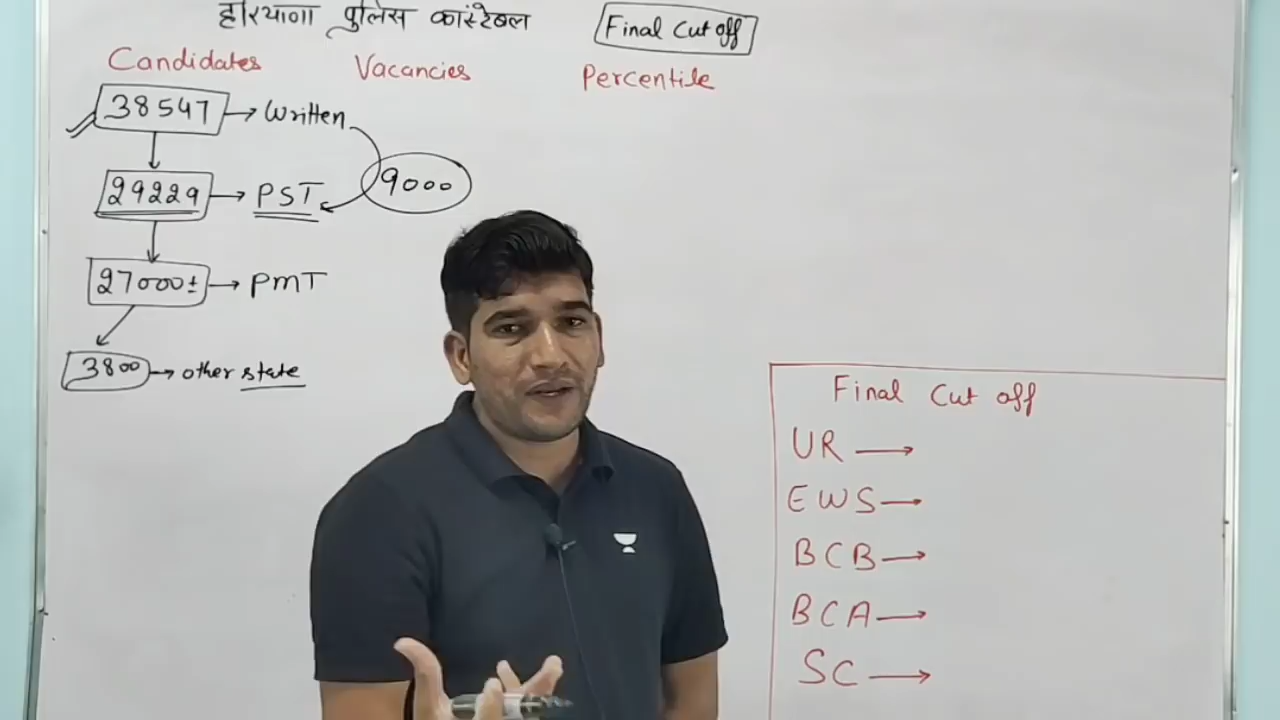 हरियाणा पुलिस कांस्टेबल Final Cut off
Candidates Vacancies Percentile
38547 → Written
9000
29229 → PST
27000± → PMT
3800 → other state
Final Cut off
UR →
EWS →
BCB →
BCA →
SC →